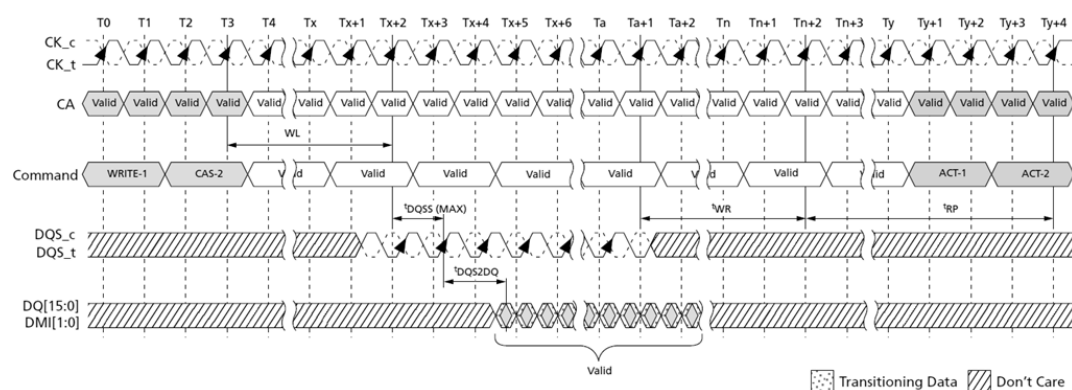 T0 T1 T2 T3 T4 Tx Tx+1 Tx+2 Tx+3 Tx+4 Tx+5 Tx+6 Ta Ta+1 Ta+2 Tn Tn+1 Tn+2 Tn+3 Ty Ty+1 Ty+2 Ty+3 Ty+4
CK_c
CK_t
CA Valid Valid Valid Valid Valid Valid Valid Valid Valid Valid Valid Valid Valid Valid Valid Valid Valid Valid Valid Valid Valid Valid Valid Valid
WL
Command WRITE-1 CAS-2 Valid Valid Valid Valid Valid Valid Valid Valid ACT-1 ACT-2
tDQSS (MAX) tWR tRP
DQS_c
DQS_t
tDQS2DQ
DQ[15:0]
DMI[1:0]
Valid
Transitioning Data Don't Care